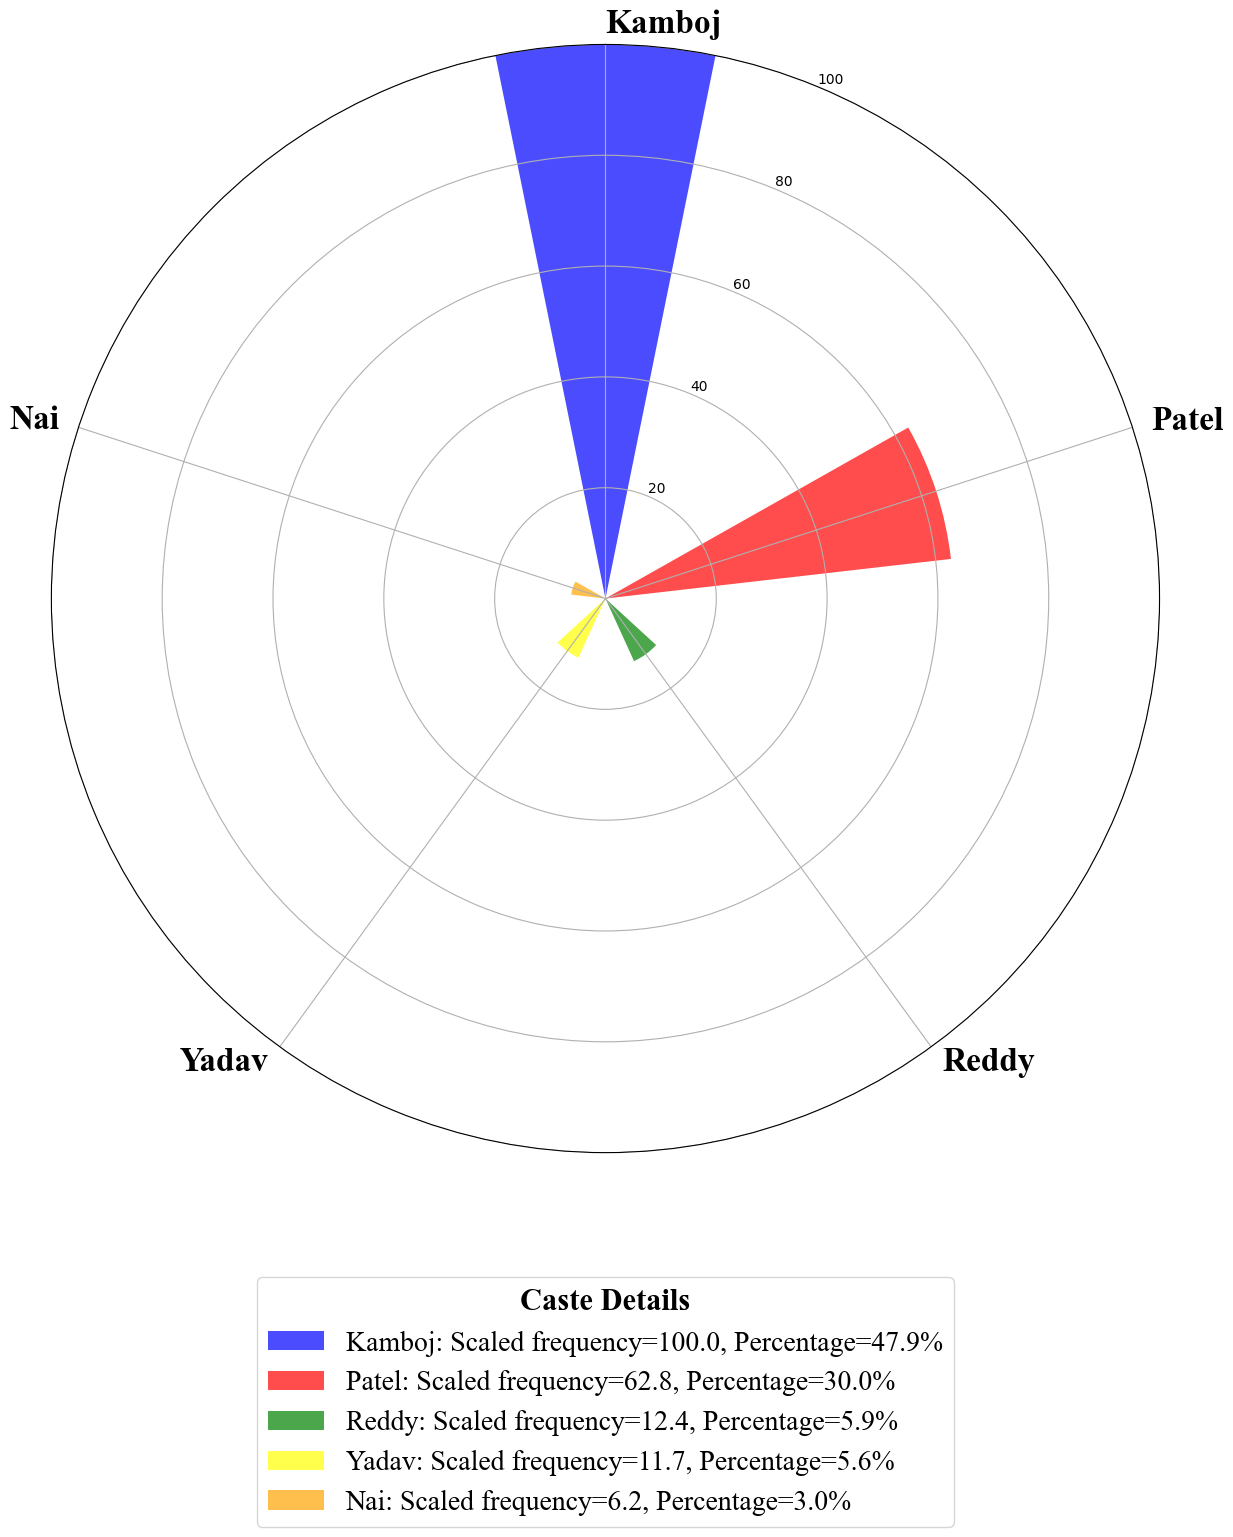 Kamboj
100
80
60
40
20
Nai
Patel
Yadav
Reddy
Caste Details
Kamboj: Scaled frequency=100.0, Percentage=47.9%
Patel: Scaled frequency=62.8, Percentage=30.0%
Reddy: Scaled frequency=12.4, Percentage=5.9%
Yadav: Scaled frequency=11.7, Percentage=5.6%
Nai: Scaled frequency=6.2, Percentage=3.0%